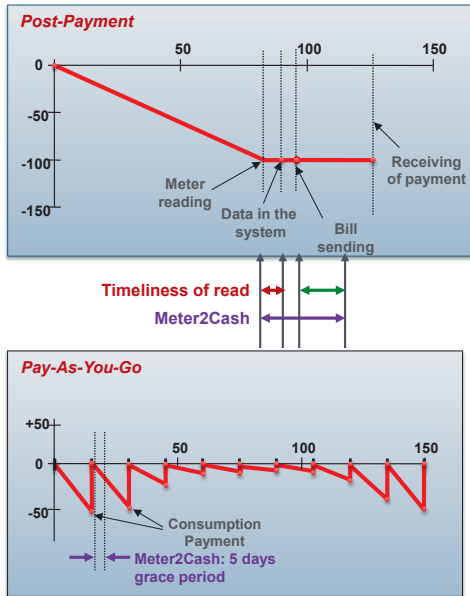 Post-Payment
50 100 150
0
-50
-100
-150
Meter
reading
Data in the
system
Bill
sending
Receiving
of payment
Timeliness of read
Meter2Cash
Pay-As-You-Go
+50
0
-50
50 100 150
Consumption
Payment
Meter2Cash: 5 days
grace period